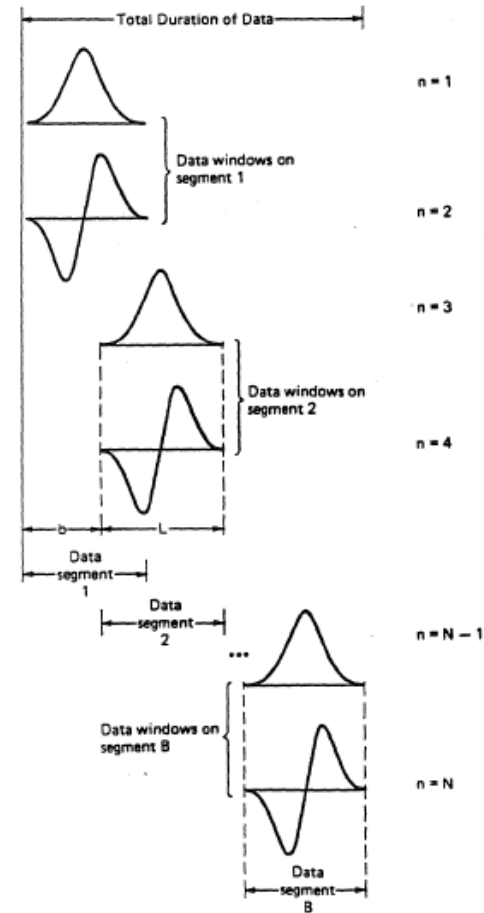 Total Duration of Data
n = 1
Data windows on
segment 1
n = 2
n = 3
Data windows on
segment 2
n = 4
b
L
Data
segment
1
Data
segment
2
n = N - 1
...
Data windows on
segment B
n = N
Data
segment
B